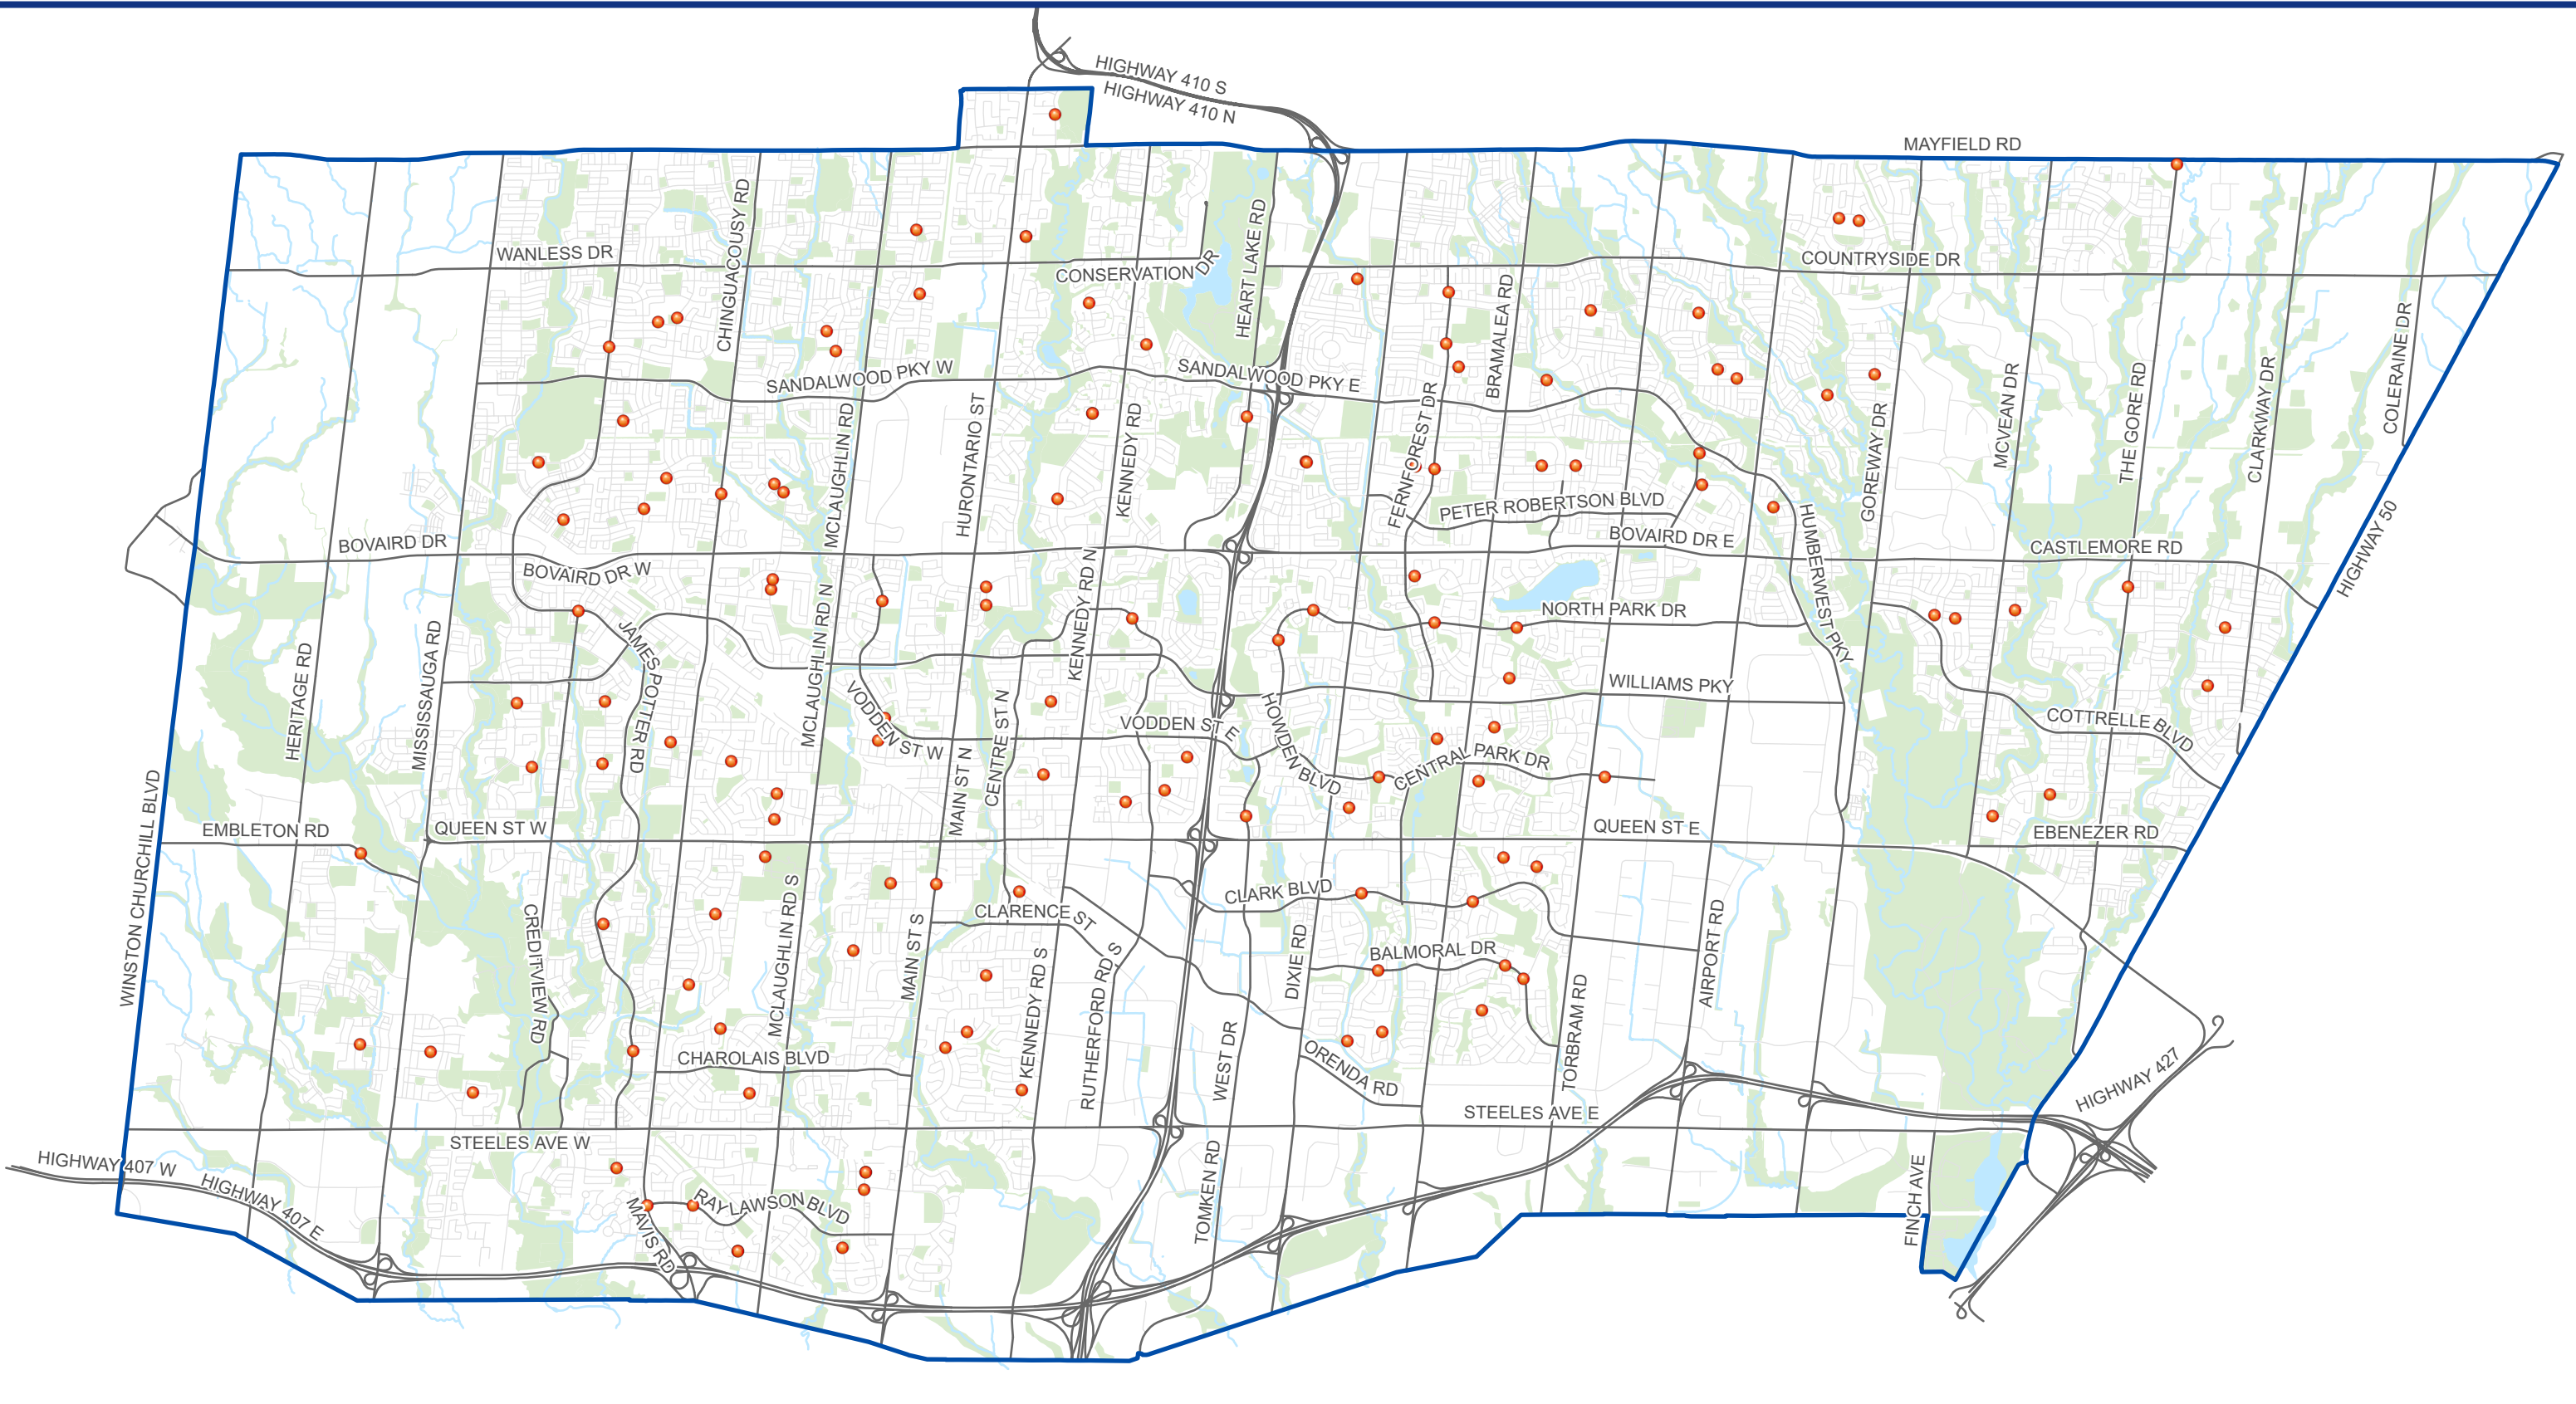 HIGHWAY 410 S
HIGHWAY 410 N
MAYFIELD RD
WANLESS DR
CHINGUACOUSY RD
CONSERVATION DR
HEART LAKE RD
COUNTRYSIDE DR
BRAMALEA RD
COLERAINE DR
SANDALWOOD PKY W
SANDALWOOD PKY E
MCLAUGHLIN RD
HURONTARIO ST
KENNEDY RD
FERNFOREST DR
GOREWAY DR
MCVEAN DR
THE GORE RD
CLARKWAY DR
HIGHWAY 50
PETER ROBERTSON BLVD
BOVAIRD DR
BOVAIRD DR W
BOVAIRD DR E
CASTLEMORE RD
HUMBERWEST PKY
NORTH PARK DR
KENNEDY RD N
JAMES POTTER RD
MCLAUGHLIN RD N
HERITAGE RD
MISSISSAUGA RD
VODDEN ST W
CENTRE ST N
VODDEN ST E
HOWDEN BLVD
WILLIAMS PKY
COTTRELLE BLVD
CENTRAL PARK DR
MAIN ST N
WINSTON CHURCHILL BLVD
EMBLETON RD
QUEEN ST W
QUEEN ST E
EBENEZER RD
CLARK BLVD
CLARENCE ST
CREDITVIEW RD
MCLAUGHLIN RD S
MAIN ST S
KENNEDY RD S
RUTHERFORD RD S
DIXIE RD
BALMORAL DR
AIRPORT RD
TORBRAM RD
WEST DR
ORENDA RD
CHAROLAIS BLVD
HIGHWAY 427
STEELES AVE W
STEELES AVE E
HIGHWAY 407 W
HIGHWAY 407 E
MAVIS RD
RAY LAWSON BLVD
TOMKEN RD
FINCH AVE